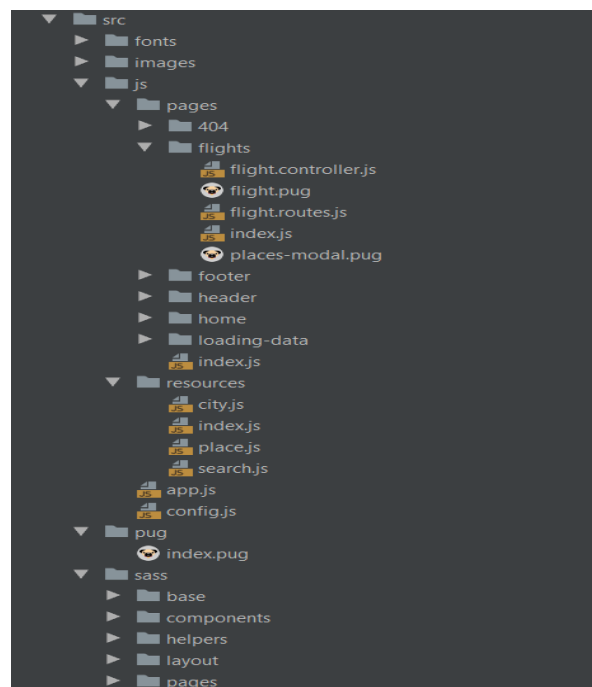 src
fonts
images
js
pages
404
flights
flight.controller.js
flight.pug
flight.routes.js
index.js
places-modal.pug
footer
header
home
loading-data
index.js
resources
city.js
index.js
place.js
search.js
app.js
config.js
pug
index.pug
sass
base
components
helpers
layout
pages